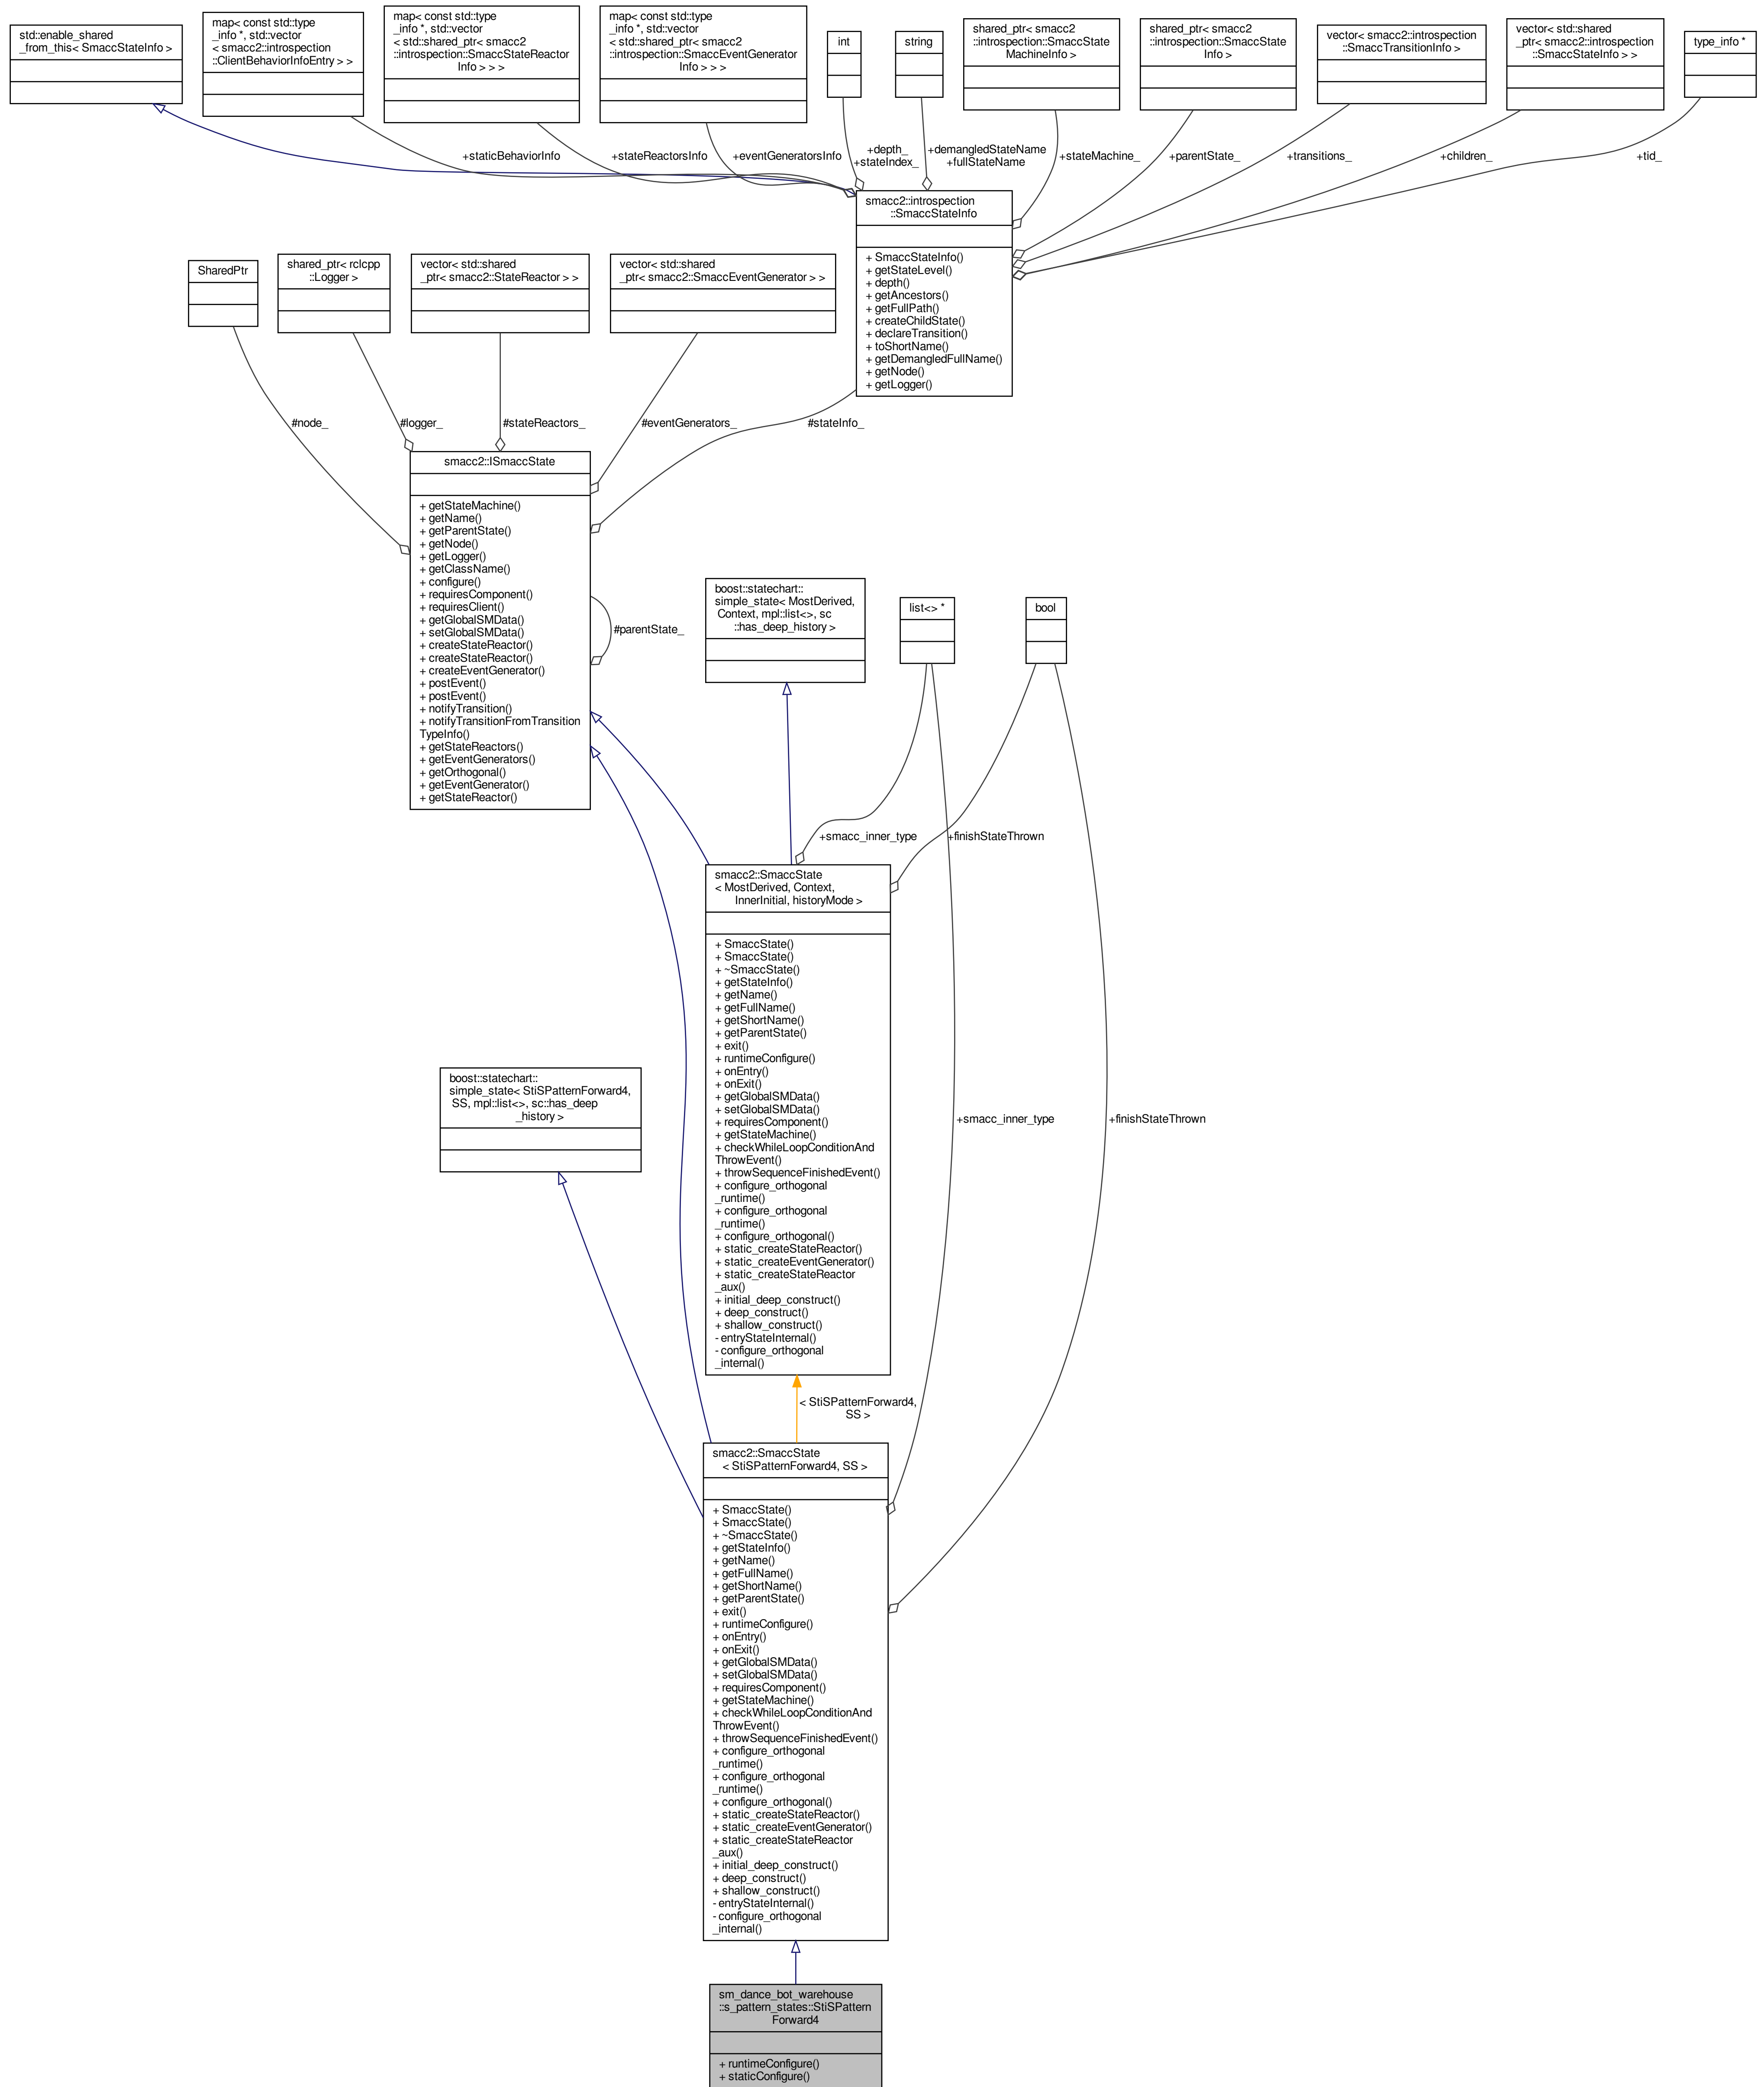 std::enable_shared
_from_this< SmaccStateInfo >
map< const std::type
_info *, std::vector
< smacc2::introspection
::ClientBehaviorInfoEntry > >
map< const std::type
_info *, std::vector
< std::shared_ptr< smacc2
::introspection::SmaccStateReactor
Info > > >
map< const std::type
_info *, std::vector
< std::shared_ptr< smacc2
::introspection::SmaccEventGenerator
Info > > >
int
string
shared_ptr< smacc2
::introspection::SmaccState
MachineInfo >
shared_ptr< smacc2
::introspection::SmaccState
Info >
vector< smacc2::introspection
::SmaccTransitionInfo >
vector< std::shared
_ptr< smacc2::introspection
::SmaccStateInfo > >
type_info *
+staticBehaviorInfo
+stateReactorsInfo
+eventGeneratorsInfo
+depth_
+stateIndex_
+demangledStateName
+fullStateName
+stateMachine_
+parentState_
+transitions_
+children_
+tid_
smacc2::introspection
::SmaccStateInfo
+ SmaccStateInfo()
+ getStateLevel()
+ depth()
+ getAncestors()
+ getFullPath()
+ createChildState()
+ declareTransition()
+ toShortName()
+ getDemangledFullName()
+ getNode()
+ getLogger()
SharedPtr
shared_ptr< rclcpp
::Logger >
vector< std::shared
_ptr< smacc2::StateReactor > >
vector< std::shared
_ptr< smacc2::SmaccEventGenerator > >
#node_
#logger_
#stateReactors_
#eventGenerators_
#stateInfo_
smacc2::ISmaccState
+ getStateMachine()
+ getName()
+ getParentState()
+ getNode()
+ getLogger()
+ getClassName()
+ configure()
+ requiresComponent()
+ requiresClient()
+ getGlobalSMData()
+ setGlobalSMData()
+ createStateReactor()
+ createStateReactor()
+ createEventGenerator()
+ postEvent()
+ postEvent()
+ notifyTransition()
+ notifyTransitionFromTransition
TypeInfo()
+ getStateReactors()
+ getEventGenerators()
+ getOrthogonal()
+ getEventGenerator()
+ getStateReactor()
#parentState_
boost::statechart::
simple_state< MostDerived,
Context, mpl::list<>, sc
::has_deep_history >
list<> *
bool
+smacc_inner_type
+finishStateThrown
smacc2::SmaccState
< MostDerived, Context,
InnerInitial, historyMode >
+ SmaccState()
+ SmaccState()
+ ~SmaccState()
+ getStateInfo()
+ getName()
+ getFullName()
+ getShortName()
+ getParentState()
+ exit()
+ runtimeConfigure()
+ onEntry()
+ onExit()
+ getGlobalSMData()
+ setGlobalSMData()
+ requiresComponent()
+ getStateMachine()
+ checkWhileLoopConditionAnd
ThrowEvent()
+ throwSequenceFinishedEvent()
+ configure_orthogonal
_runtime()
+ configure_orthogonal
_runtime()
+ configure_orthogonal()
+ static_createStateReactor()
+ static_createEventGenerator()
+ static_createStateReactor
_aux()
+ initial_deep_construct()
+ deep_construct()
+ shallow_construct()
- entryStateInternal()
- configure_orthogonal
_internal()
boost::statechart::
simple_state< StiSPatternForward4,
SS, mpl::list<>, sc::has_deep
_history >
+smacc_inner_type
+finishStateThrown
< StiSPatternForward4,
SS >
smacc2::SmaccState
< StiSPatternForward4, SS >
+ SmaccState()
+ SmaccState()
+ ~SmaccState()
+ getStateInfo()
+ getName()
+ getFullName()
+ getShortName()
+ getParentState()
+ exit()
+ runtimeConfigure()
+ onEntry()
+ onExit()
+ getGlobalSMData()
+ setGlobalSMData()
+ requiresComponent()
+ getStateMachine()
+ checkWhileLoopConditionAnd
ThrowEvent()
+ throwSequenceFinishedEvent()
+ configure_orthogonal
_runtime()
+ configure_orthogonal
_runtime()
+ configure_orthogonal()
+ static_createStateReactor()
+ static_createEventGenerator()
+ static_createStateReactor
_aux()
+ initial_deep_construct()
+ deep_construct()
+ shallow_construct()
- entryStateInternal()
- configure_orthogonal
_internal()
sm_dance_bot_warehouse
::s_pattern_states::StiSPattern
Forward4
+ runtimeConfigure()
+ staticConfigure()